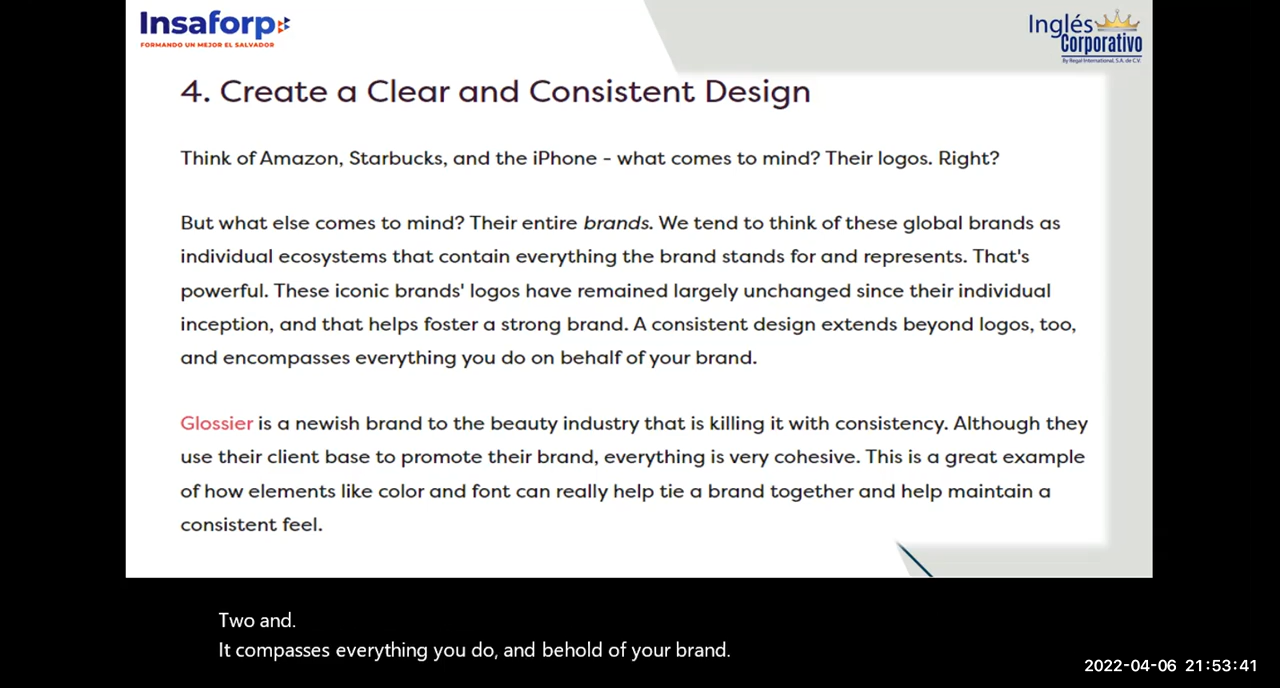 Insaforp
FORMANDO UN MEJOR EL SALVADOR
Inglés
Corporativo
By Regal International, S.A. de C.V.
4. Create a Clear and Consistent Design
Think of Amazon, Starbucks, and the iPhone - what comes to mind? Their logos. Right?
But what else comes to mind? Their entire brands. We tend to think of these global brands as
individual ecosystems that contain everything the brand stands for and represents. That's
powerful. These iconic brands' logos have remained largely unchanged since their individual
inception, and that helps foster a strong brand. A consistent design extends beyond logos, too,
and encompasses everything you do on behalf of your brand.
Glossier is a newish brand to the beauty industry that is killing it with consistency. Although they
use their client base to promote their brand, everything is very cohesive. This is a great example
of how elements like color and font can really help tie a brand together and help maintain a
consistent feel.
Two and.
It compasses everything you do, and behold of your brand.
2022-04-06 21:53:41